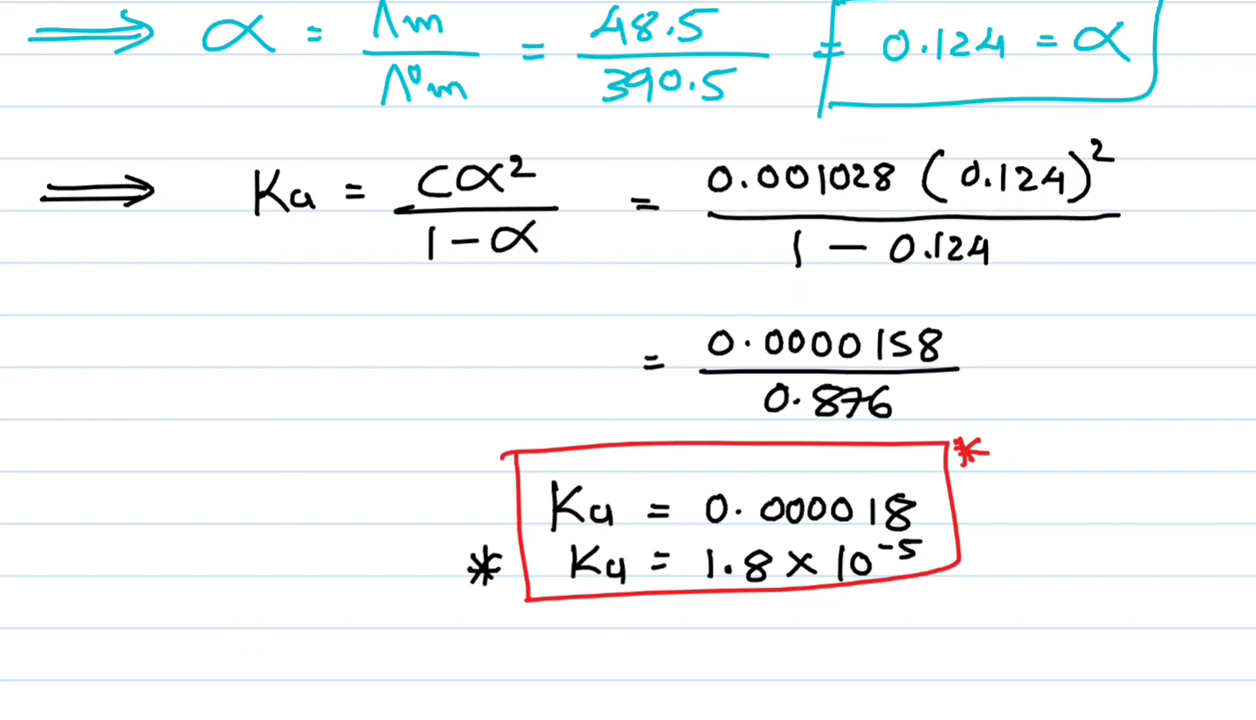 ⟹ α = Λm / Λ°m = 48.5 / 390.5 = 0.124 = α
⟹ Ka = Cα² / 1 − α = 0.001028 (0.124)² / 1 − 0.124
= 0.0000158 / 0.876
* Ka = 0.000018
* Ka = 1.8 × 10⁻⁵